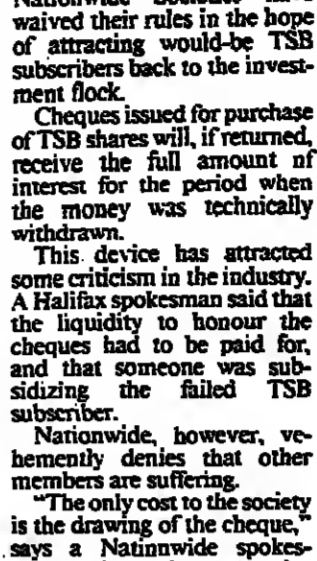 Nationwide Societies have
waived their rules in the hope
of attracting would-be TSB
subscribers back to the invest-
ment flock.
Cheques issued for purchase
of TSB shares will, if returned,
receive the full amount nf
interest for the period when
the money was technically
withdrawn.
This device has attracted
some criticism in the industry.
A Halifax spokesman said that
the liquidity to honour the
cheques had to be paid for,
and that someone was sub-
sidizing the failed TSB
subscriber.
Nationwide, however, ve-
hemently denies that other
members are suffering.
"The only cost to the society
is the drawing of the cheque,"
says a Natinnwide spokes-